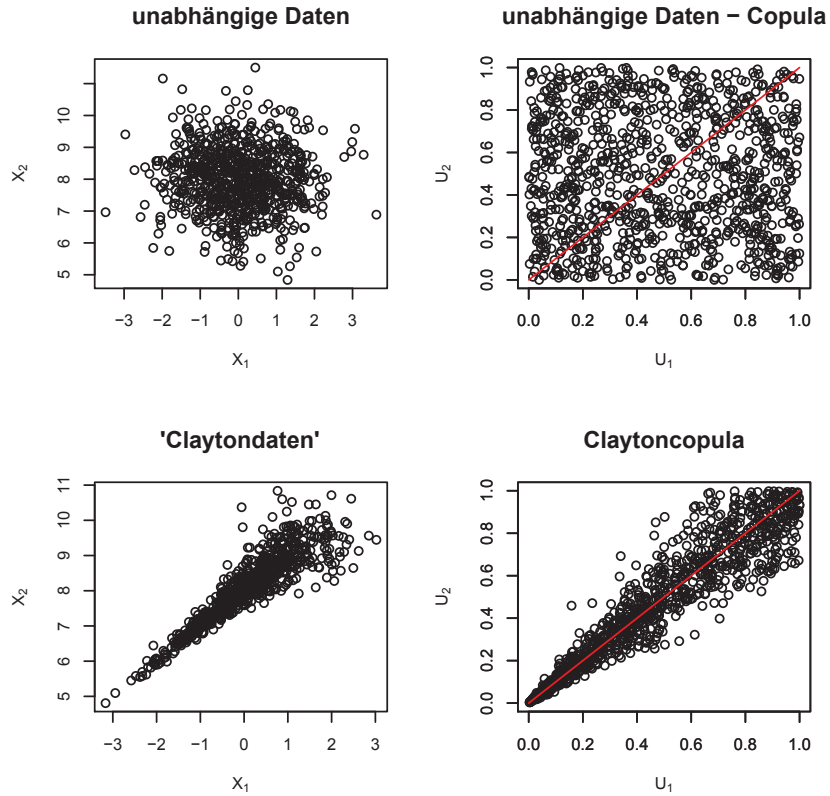 unabhängige Daten
X2
5 6 7 8 9 10
−3 −2 −1 0 1 2 3
X1
unabhängige Daten − Copula
U2
0.0 0.2 0.4 0.6 0.8 1.0
0.0 0.2 0.4 0.6 0.8 1.0
U1
'Claytondaten'
X2
5 6 7 8 9 10 11
−3 −2 −1 0 1 2 3
X1
Claytoncopula
U2
0.0 0.2 0.4 0.6 0.8 1.0
0.0 0.2 0.4 0.6 0.8 1.0
U1